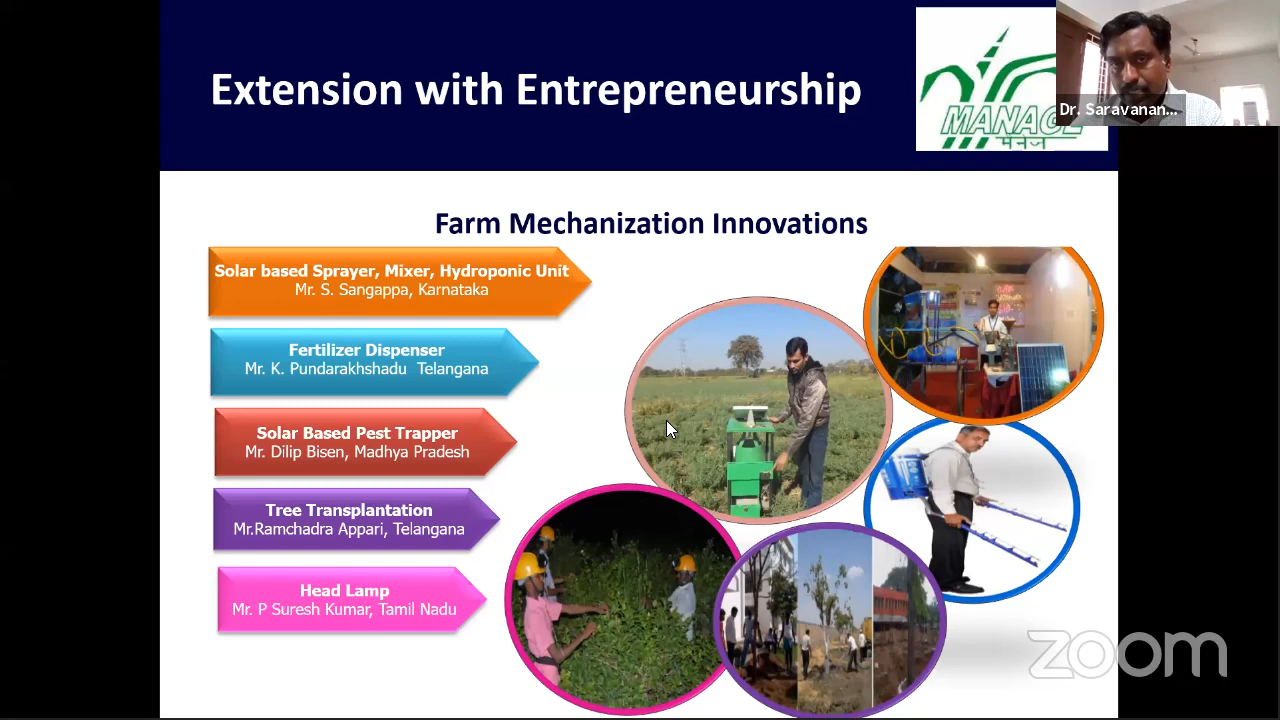 Extension with Entrepreneurship
MANAGE
मैनेज
Dr. Saravanan...
Farm Mechanization Innovations
Solar based Sprayer, Mixer, Hydroponic Unit
Mr. S. Sangappa, Karnataka
Fertilizer Dispenser
Mr. K. Pundarakhshadu Telangana
Solar Based Pest Trapper
Mr. Dilip Bisen, Madhya Pradesh
Tree Transplantation
Mr.Ramchadra Appari, Telangana
Head Lamp
Mr. P Suresh Kumar, Tamil Nadu
zoom